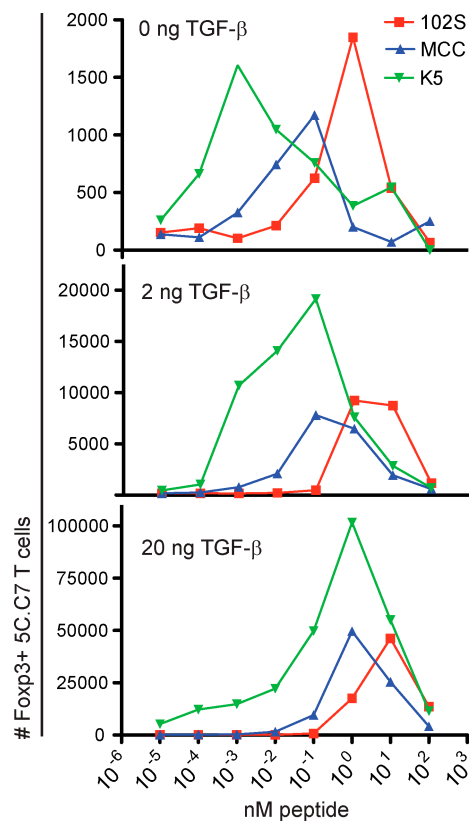 0 ng TGF-β
102S
MCC
K5
2000
1500
1000
500
0
2 ng TGF-β
20000
15000
10000
5000
20 ng TGF-β
100000
75000
50000
25000
0
# Foxp3+ 5C.C7 T cells
10⁻⁶ 10⁻⁵ 10⁻⁴ 10⁻³ 10⁻² 10⁻¹ 10⁰ 10¹ 10² 10³
nM peptide